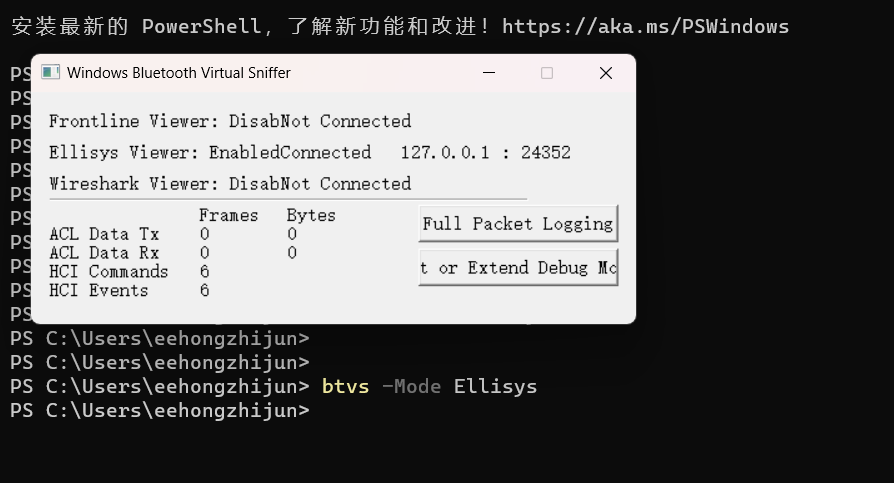 安装最新的 PowerShell，了解新功能和改进！https://aka.ms/PSWindows
Windows Bluetooth Virtual Sniffer
PS
PS
PS
PS
PS
PS
PS
PS
PS
PS
PS
Frontline Viewer: DisabNot Connected
Ellisys Viewer: EnabledConnected 127.0.0.1 : 24352
Wireshark Viewer: DisabNot Connected
Frames Bytes
ACL Data Tx 0 0
ACL Data Rx 0 0
HCI Commands 6
HCI Events 6
Full Packet Logging
t or Extend Debug Mo
PS C:\Users\eehongzhijun>
PS C:\Users\eehongzhijun>
PS C:\Users\eehongzhijun> btvs -Mode Ellisys
PS C:\Users\eehongzhijun>